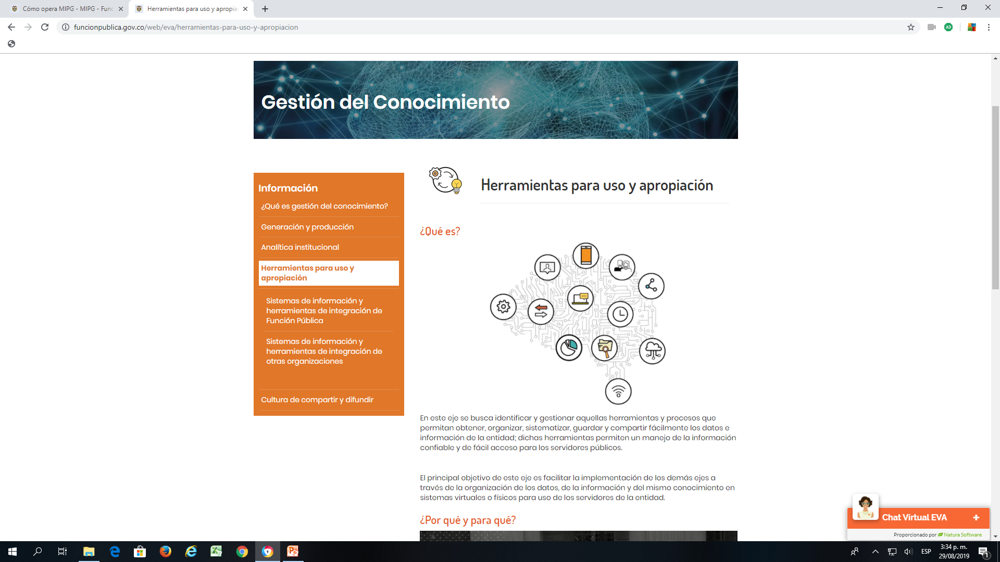 Cómo opera MIPG - MIPG - Func
Herramientas para uso y apropia
funcionpublica.gov.co/web/eva/herramientas-para-uso-y-apropiacion
AD
Gestión del Conocimiento
Información
¿Qué es gestión del conocimiento?
Generación y producción
Analítica institucional
Herramientas para uso y
apropiación
Sistemas de información y
herramientas de integración de
Función Pública
Sistemas de información y
herramientas de integración de
otras organizaciones
Cultura de compartir y difundir
Herramientas para uso y apropiación
¿Qué es?
En este eje se busca identificar y gestionar aquellas herramientas y procesos que
permitan obtener, organizar, sistematizar, guardar y compartir fácilmente los datos e
información de la entidad; dichas herramientas permiten un manejo de la información
confiable y de fácil acceso para los servidores públicos.
El principal objetivo de este eje es facilitar la implementación de los demás ejes a
través de la organización de los datos, de la información y del mismo conocimiento en
sistemas virtuales o físicos para uso de los servidores de la entidad.
¿Por qué y para qué?
Chat Virtual EVA
Proporcionado por Natura Software
ESP
3:34 p. m.
29/08/2019
1